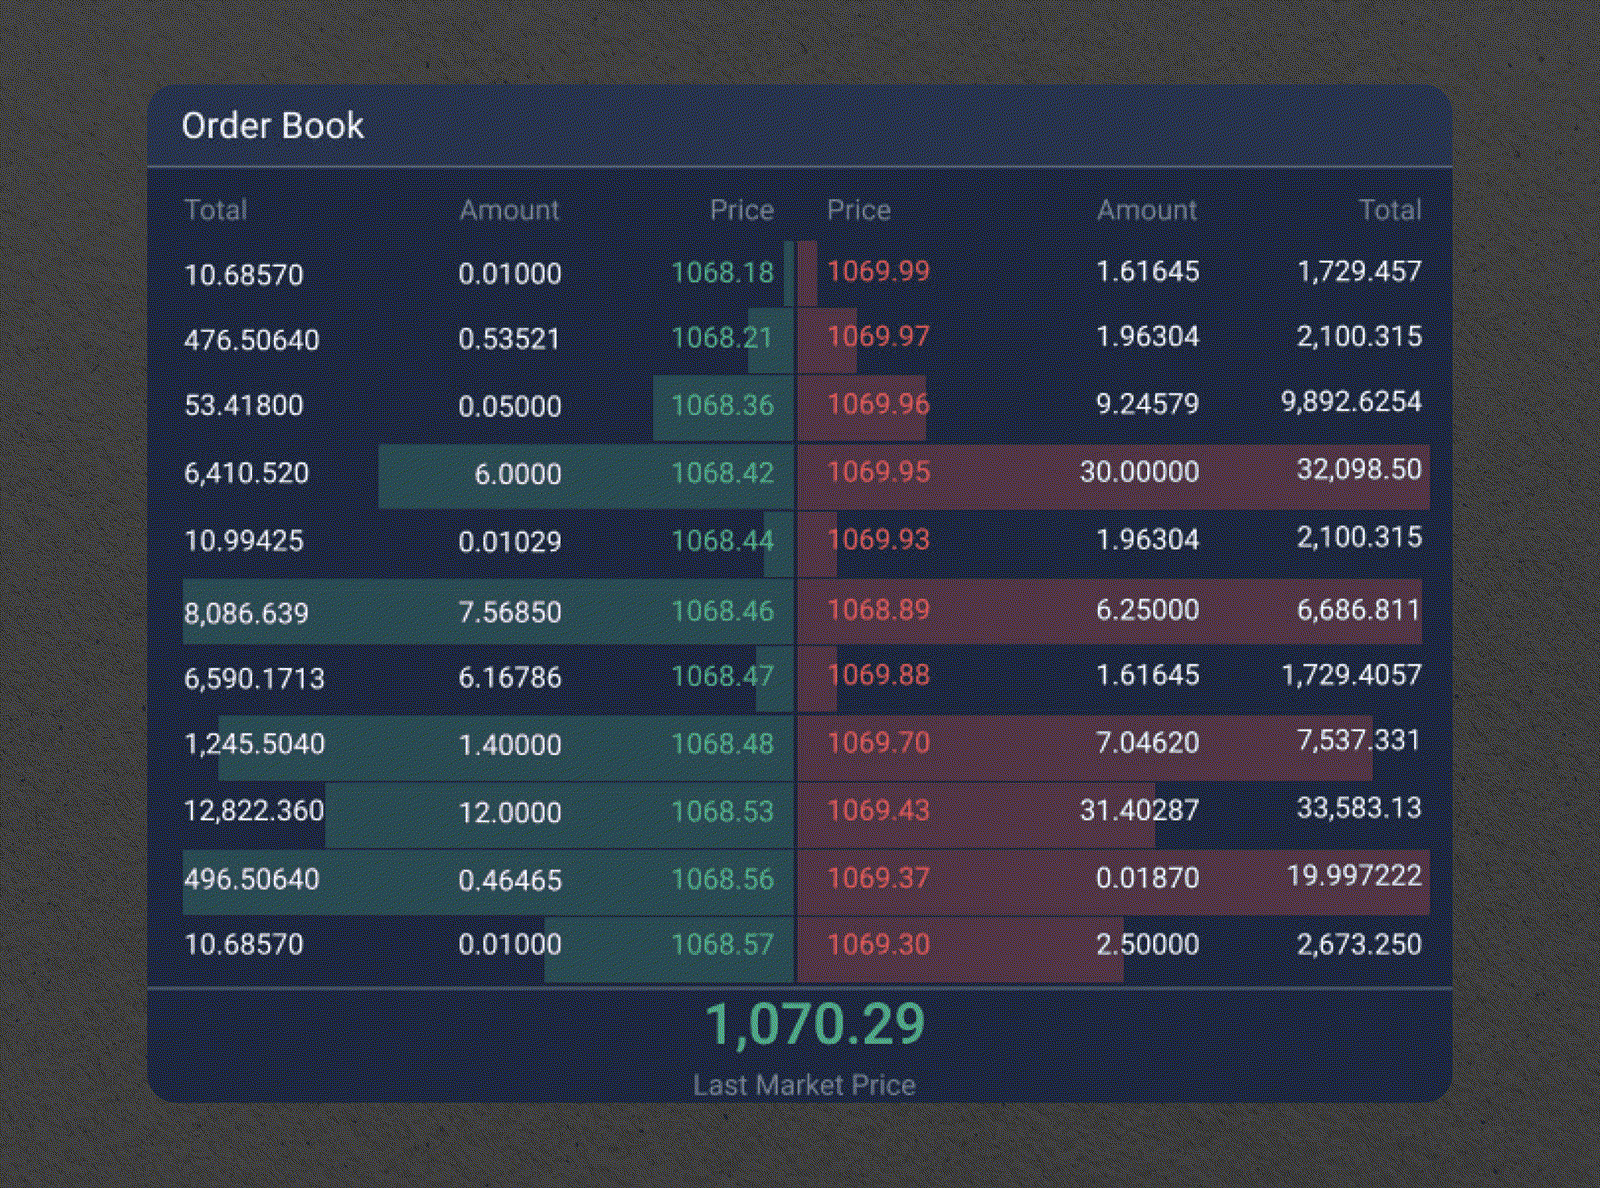 Order Book
Total Amount Price Price Amount Total
10.68570 0.01000 1068.18 1069.99 1.61645 1,729.457
476.50640 0.53521 1068.21 1069.97 1.96304 2,100.315
53.41800 0.05000 1068.36 1069.96 9.24579 9,892.6254
6,410.520 6.0000 1068.42 1069.95 30.00000 32,098.50
10.99425 0.01029 1068.44 1069.93 1.96304 2,100.315
8,086.639 7.56850 1068.46 1068.89 6.25000 6,686.811
6,590.1713 6.16786 1068.47 1069.88 1.61645 1,729.4057
1,245.5040 1.40000 1068.48 1069.70 7.04620 7,537.331
12,822.360 12.0000 1068.53 1069.43 31.40287 33,583.13
496.50640 0.46465 1068.56 1069.37 0.01870 19.997222
10.68570 0.01000 1068.57 1069.30 2.50000 2,673.250
1,070.29
Last Market Price